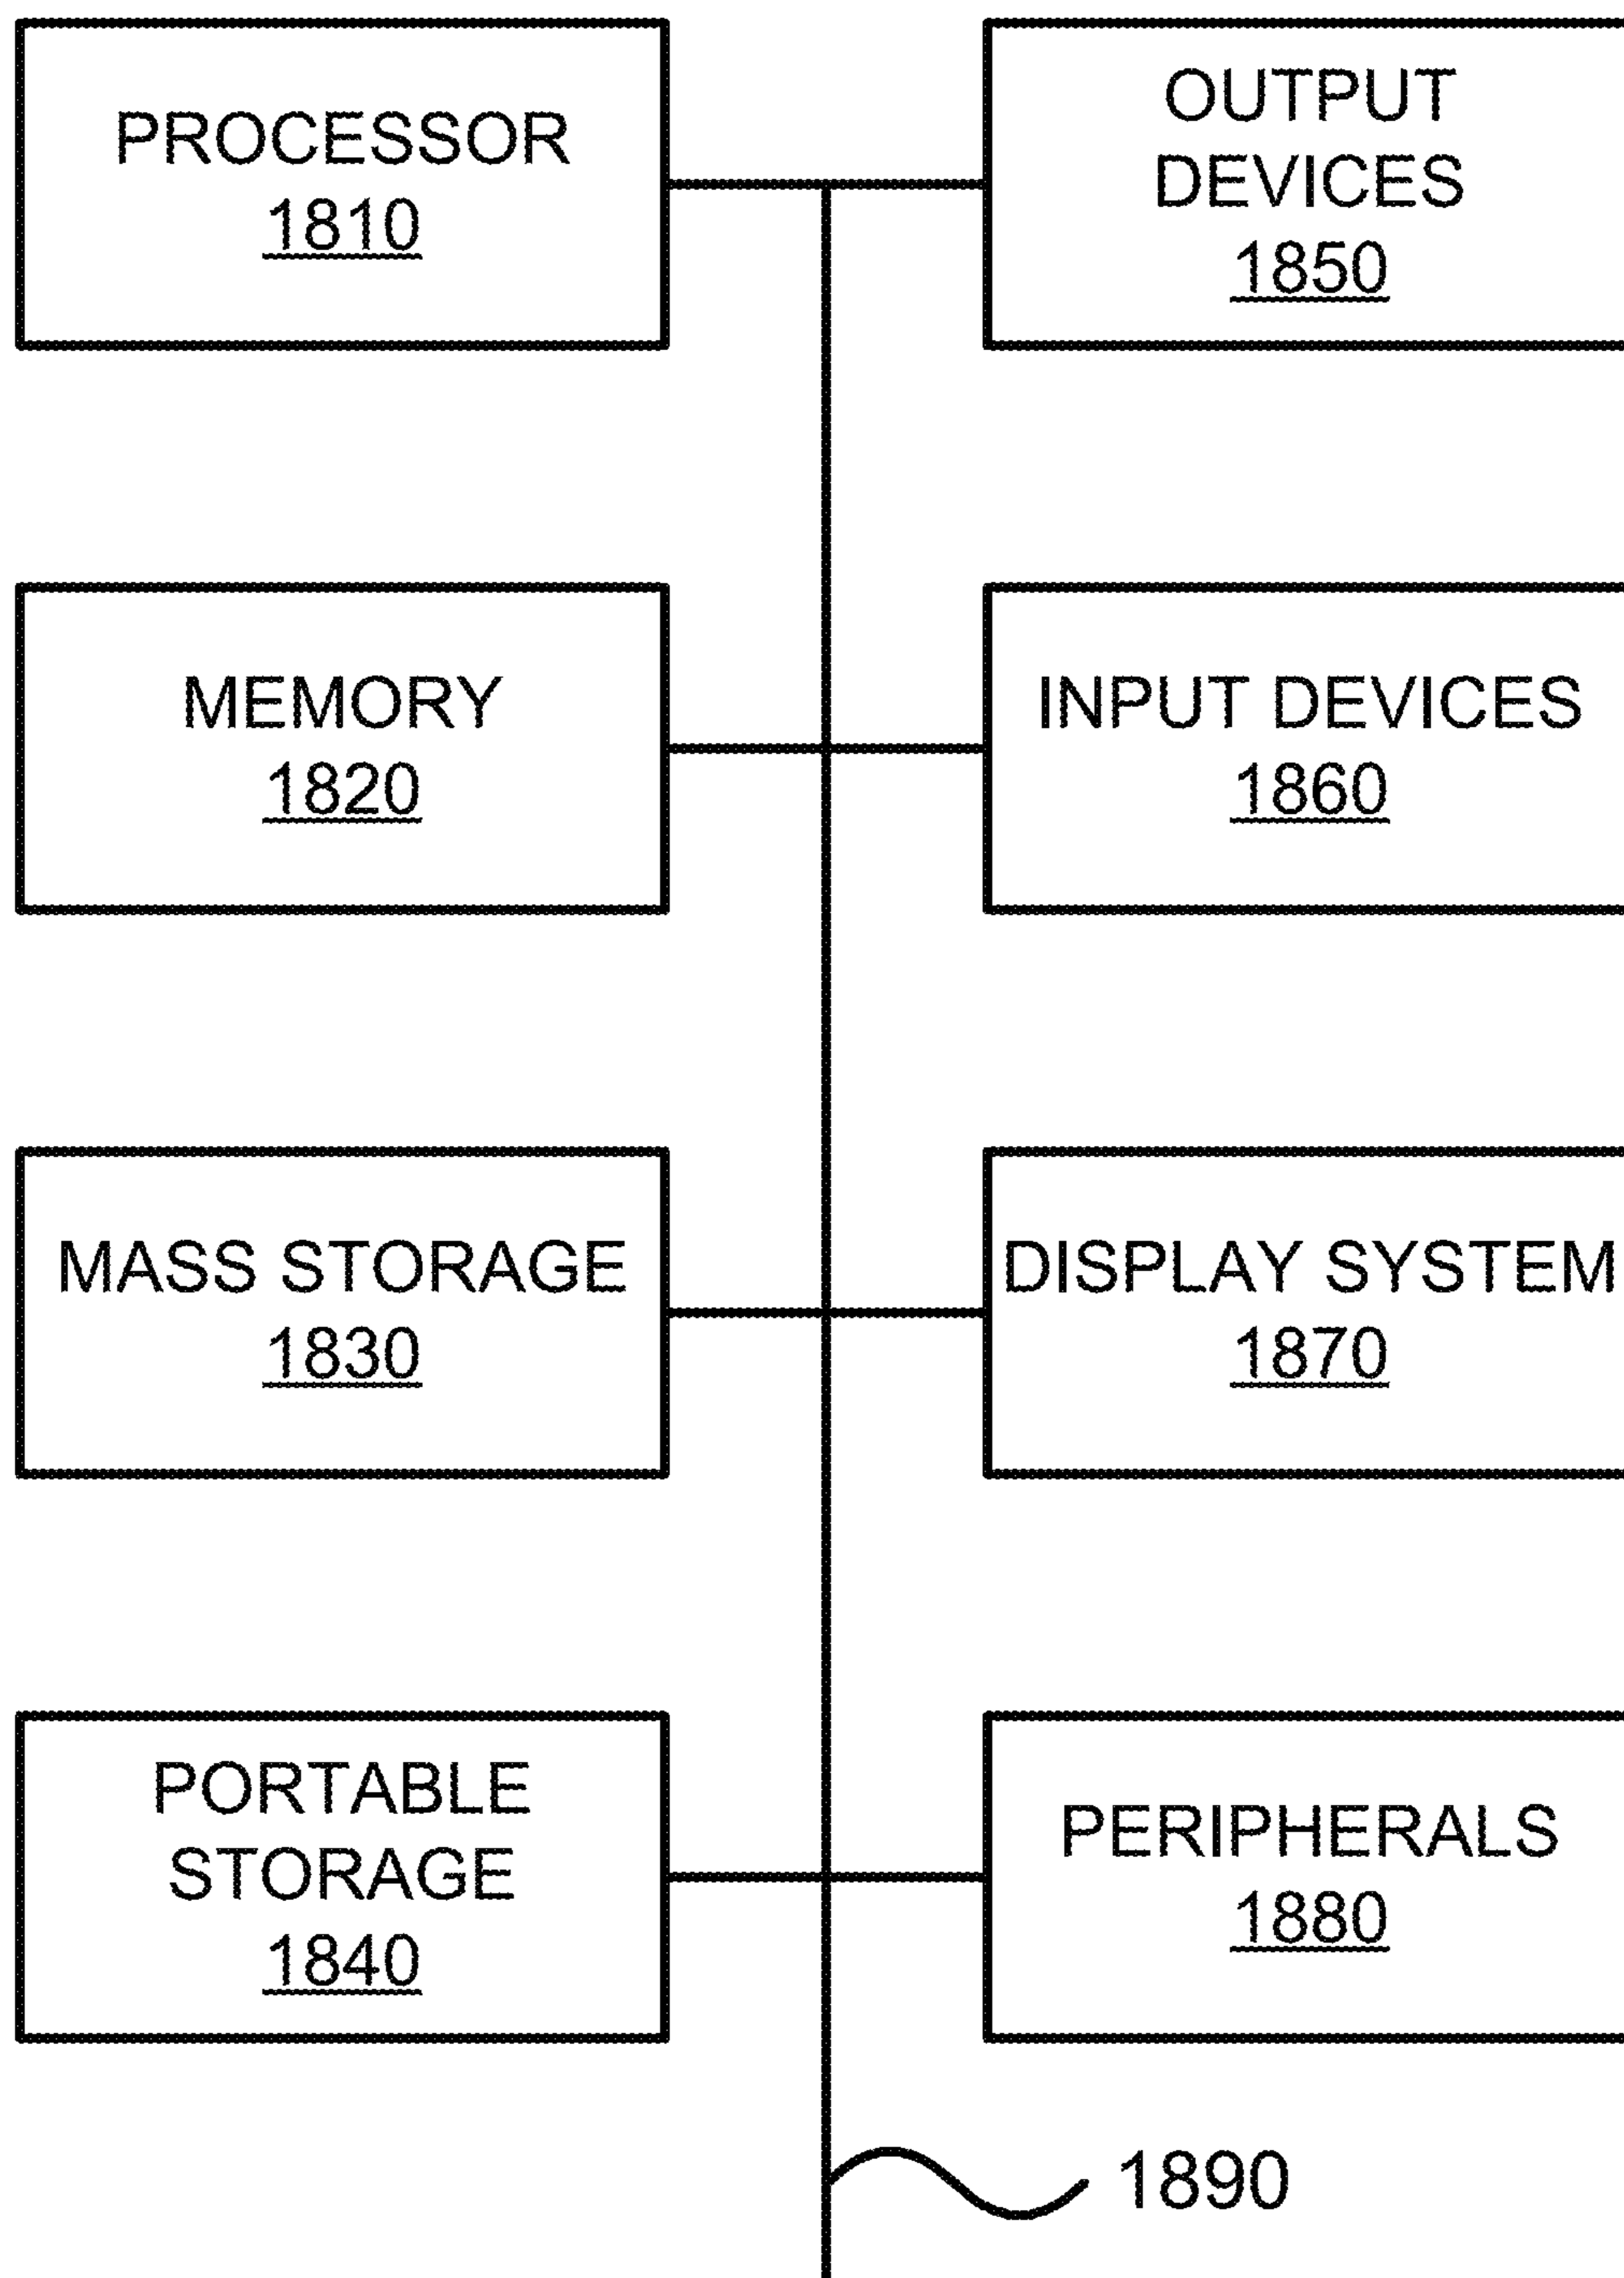 PROCESSOR
1810
OUTPUT
DEVICES
1850
MEMORY
1820
INPUT DEVICES
1860
MASS STORAGE
1830
DISPLAY SYSTEM
1870
PORTABLE
STORAGE
1840
PERIPHERALS
1880
1890